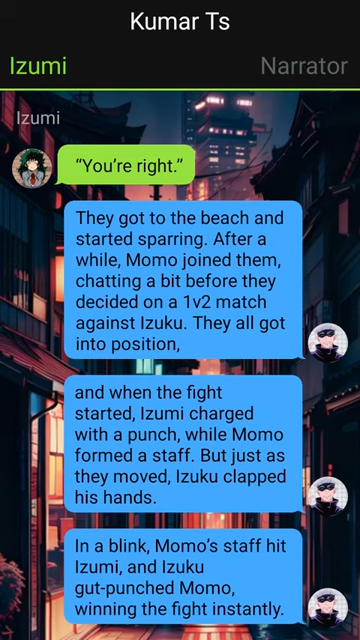 Kumar Ts
Izumi
Narrator
Izumi
“You’re right.”
They got to the beach and
started sparring. After a
while, Momo joined them,
chatting a bit before they
decided on a 1v2 match
against Izuku. They all got
into position,
and when the fight
started, Izumi charged
with a punch, while Momo
formed a staff. But just as
they moved, Izuku clapped
his hands.
In a blink, Momo’s staff hit
Izumi, and Izuku
gut-punched Momo,
winning the fight instantly.